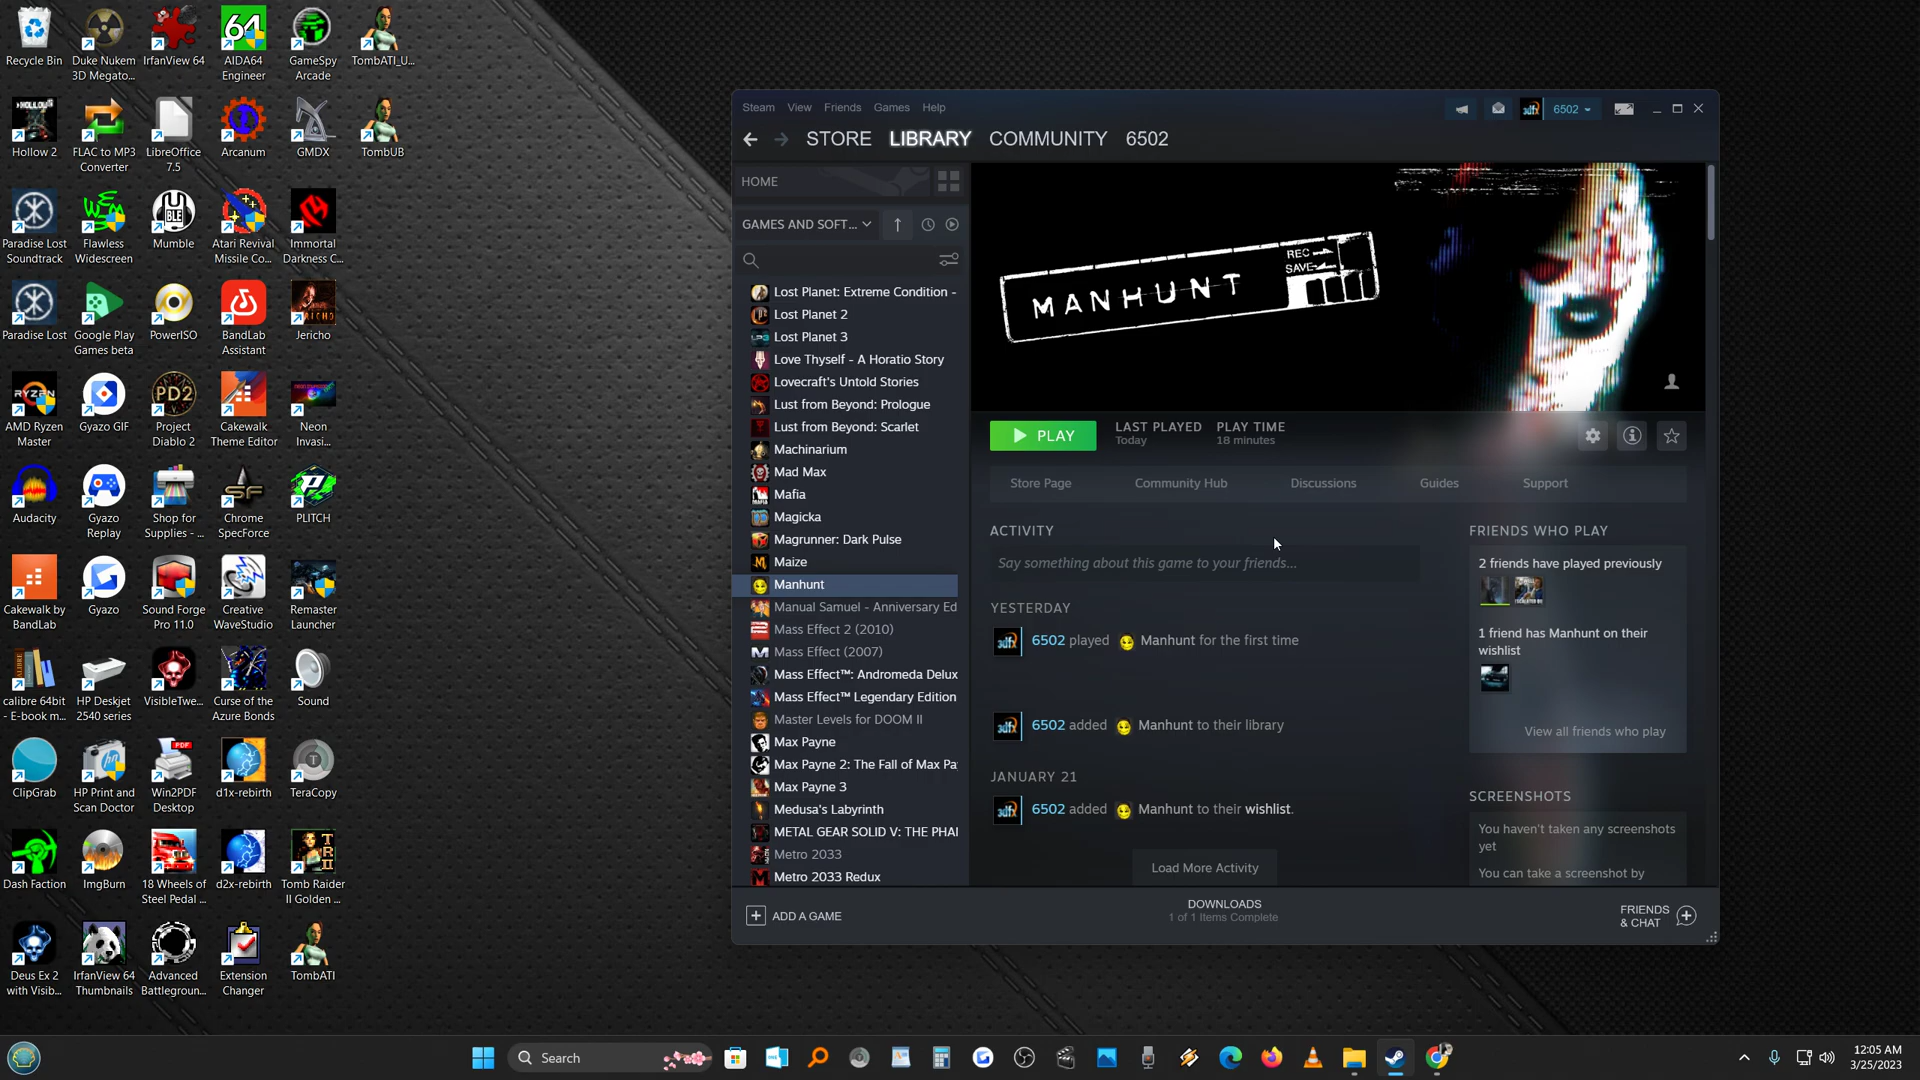 Recycle Bin
Duke Nukem
3D Megato...
IrfanView 64
AIDA64
Engineer
GameSpy
Arcade
TombATI_U...
Hollow 2
FLAC to MP3
Converter
LibreOffice
7.5
Arcanum
GMDX
TombUB
Paradise Lost
Soundtrack
Flawless
Widescreen
Mumble
Atari Revival
Missile Co...
Immortal
Darkness C...
Paradise Lost
Google Play
Games beta
PowerISO
BandLab
Assistant
Jericho
AMD Ryzen
Master
Gyazo GIF
Project
Diablo 2
Cakewalk
Theme Editor
Neon
Invasi...
Audacity
Gyazo
Replay
Shop for
Supplies - ...
Chrome
SpecForce
PLITCH
Cakewalk by
BandLab
Gyazo
Sound Forge
Pro 11.0
Creative
WaveStudio
Remaster
Launcher
calibre 64bit
- E-book m...
HP Deskjet
2540 series
VisibleTwe...
Curse of the
Azure Bonds
Sound
ClipGrab
HP Print and
Scan Doctor
Win2PDF
Desktop
d1x-rebirth
TeraCopy
Dash Faction
ImgBurn
18 Wheels of
Steel Pedal ...
d2x-rebirth
Tomb Raider
II Golden ...
Deus Ex 2
with Visib...
IrfanView 64
Thumbnails
Advanced
Battlegroun...
Extension
Changer
TombATI
Steam View Friends Games Help
6502
STORE LIBRARY COMMUNITY 6502
HOME
GAMES AND SOFT...
Lost Planet: Extreme Condition -
Lost Planet 2
Lost Planet 3
Love Thyself - A Horatio Story
Lovecraft's Untold Stories
Lust from Beyond: Prologue
Lust from Beyond: Scarlet
Machinarium
Mad Max
Mafia
Magicka
Magrunner: Dark Pulse
Maize
Manhunt
Manual Samuel - Anniversary Ed
Mass Effect 2 (2010)
Mass Effect (2007)
Mass Effect™: Andromeda Delux
Mass Effect™ Legendary Edition
Master Levels for DOOM II
Max Payne
Max Payne 2: The Fall of Max Pa
Max Payne 3
Medusa's Labyrinth
METAL GEAR SOLID V: THE PHA
Metro 2033
Metro 2033 Redux
MANHUNT
REC
SAVE
PLAY
LAST PLAYED
Today
PLAY TIME
18 minutes
Store Page Community Hub Discussions Guides Support
ACTIVITY
Say something about this game to your friends...
YESTERDAY
6502 played Manhunt for the first time
6502 added Manhunt to their library
JANUARY 21
6502 added Manhunt to their wishlist.
Load More Activity
FRIENDS WHO PLAY
2 friends have played previously
1 friend has Manhunt on their
wishlist
View all friends who play
SCREENSHOTS
You haven't taken any screenshots
yet
You can take a screenshot by
ADD A GAME
DOWNLOADS
1 of 1 Items Complete
FRIENDS
& CHAT
Search
12:05 AM
3/25/2023